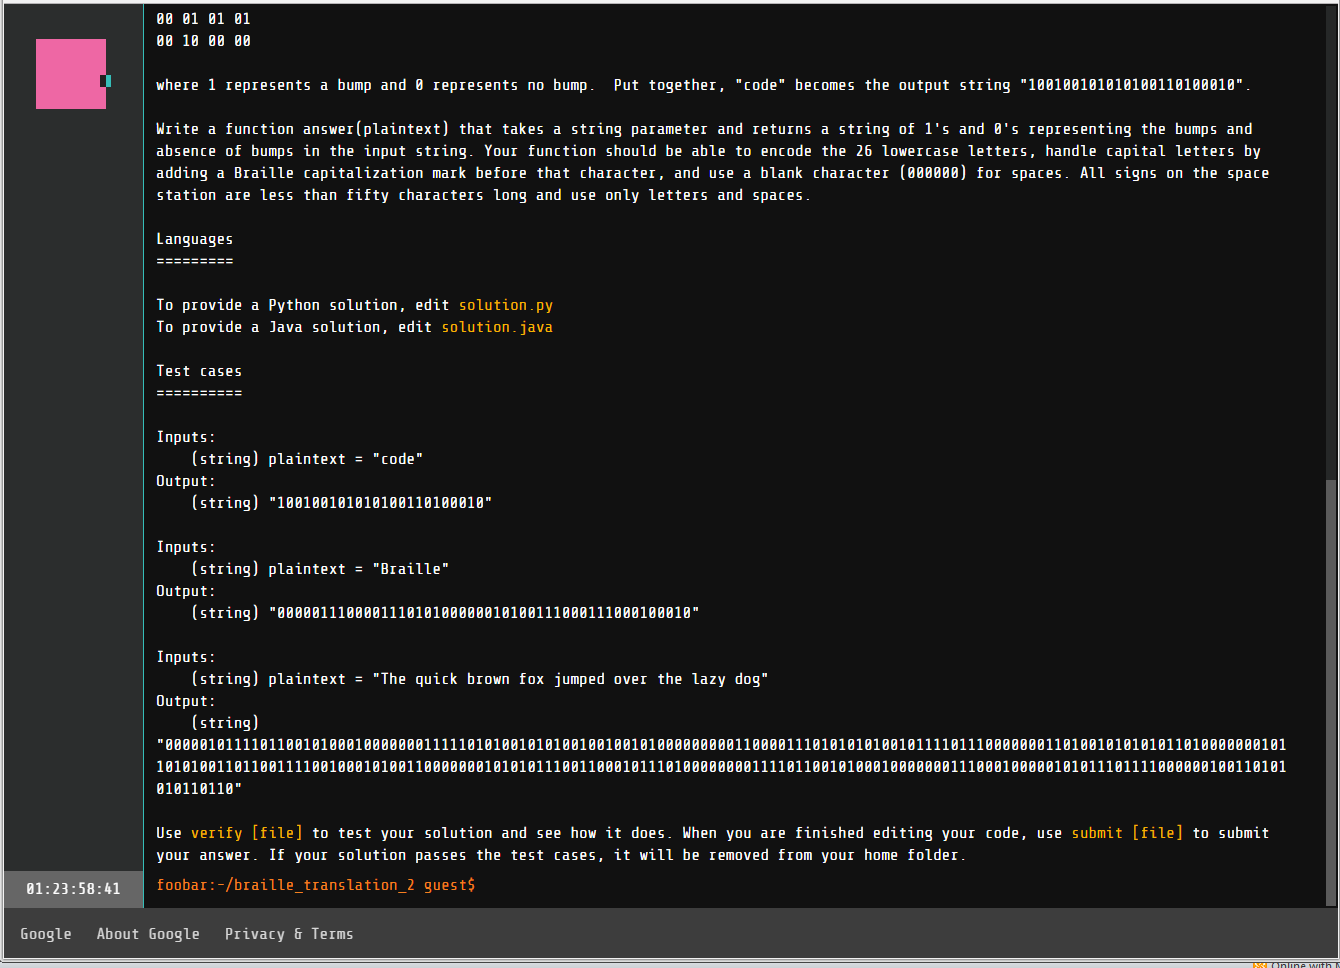 00 01 01 01
00 10 00 00
where 1 represents a bump and 0 represents no bump.  Put together, "code" becomes the output string "100100101010100110100010".
Write a function answer(plaintext) that takes a string parameter and returns a string of 1's and 0's representing the bumps and
absence of bumps in the input string. Your function should be able to encode the 26 lowercase letters, handle capital letters by
adding a Braille capitalization mark before that character, and use a blank character (000000) for spaces. All signs on the space
station are less than fifty characters long and use only letters and spaces.
Languages
=========
To provide a Python solution, edit solution.py
To provide a Java solution, edit solution.java
Test cases
==========
Inputs:
(string) plaintext = "code"
Output:
(string) "100100101010100110100010"
Inputs:
(string) plaintext = "Braille"
Output:
(string) "000001110000111010100000010100111000111000100010"
Inputs:
(string) plaintext = "The quick brown fox jumped over the lazy dog"
Output:
(string)
"00000101111011001010001000000011111010100101010010010010100000000011000011101010101001011110111000000011010010101010110100000000101
10101001101100111100100010100110000000101010111001100010111010000000011110110010100010000000111000100000101011101111000000100110101
010110110"
Use verify [file] to test your solution and see how it does. When you are finished editing your code, use submit [file] to submit
your answer. If your solution passes the test cases, it will be removed from your home folder.
01:23:58:41
foobar:~/braille_translation_2 guest$
Google About Google Privacy & Terms
Online with